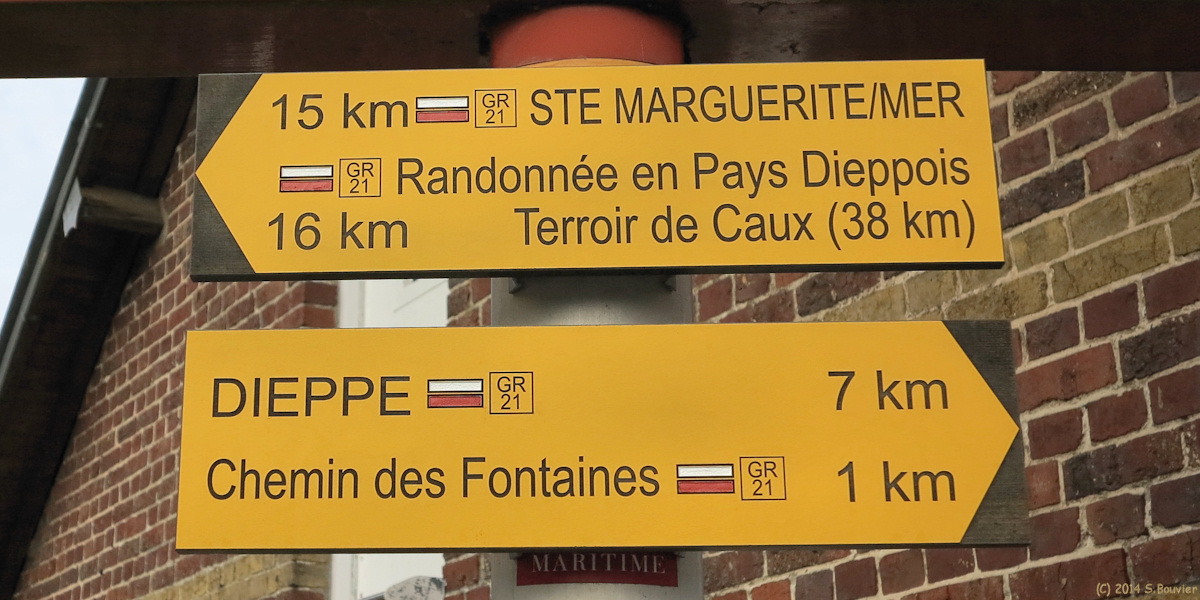 15 km GR 21 STE MARGUERITE/MER
GR 21 Randonnée en Pays Dieppois
16 km Terroir de Caux (38 km)
DIEPPE GR 21 7 km
Chemin des Fontaines GR 21 1 km
MARITIME
(C) 2014 S.Bouvier